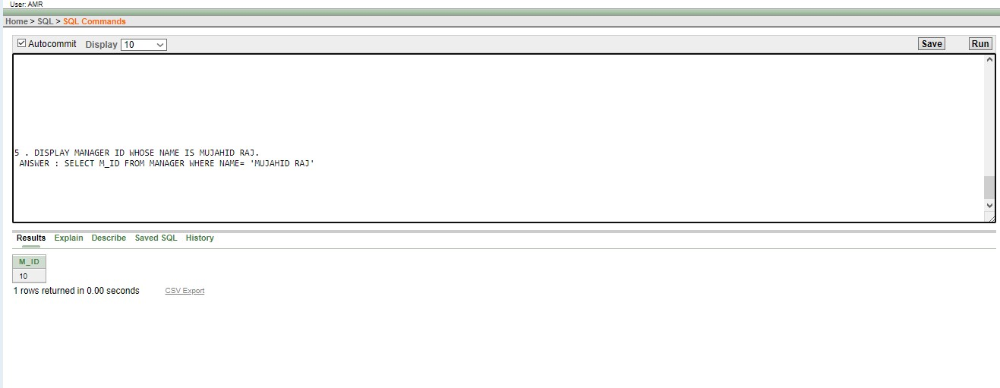 User: AMR
Home > SQL > SQL Commands
Autocommit Display 10 Save Run
5 . DISPLAY MANAGER ID WHOSE NAME IS MUJAHID RAJ.
ANSWER : SELECT M_ID FROM MANAGER WHERE NAME= 'MUJAHID RAJ'
Results Explain Describe Saved SQL History
M_ID
10
1 rows returned in 0.00 seconds CSV Export